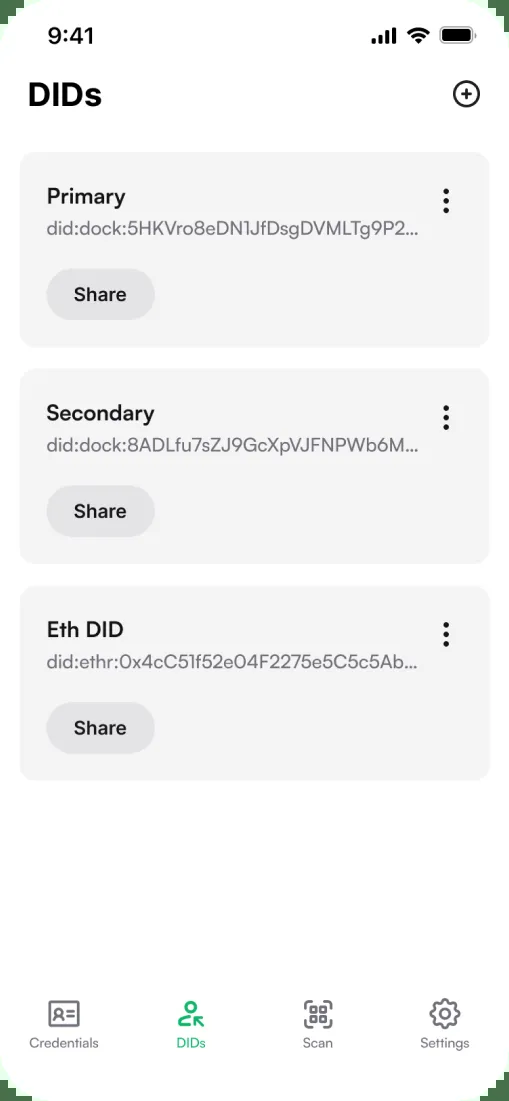 9:41
DIDs
Primary
did:dock:5HKVro8eDN1JfDsgDVMLTg9P2...
Share
Secondary
did:dock:8ADLfu7sZJ9GcXpVJFNPWb6M...
Share
Eth DID
did:ethr:0x4cC51f52e04F2275e5C5c5Ab...
Share
Credentials
DIDs
Scan
Settings